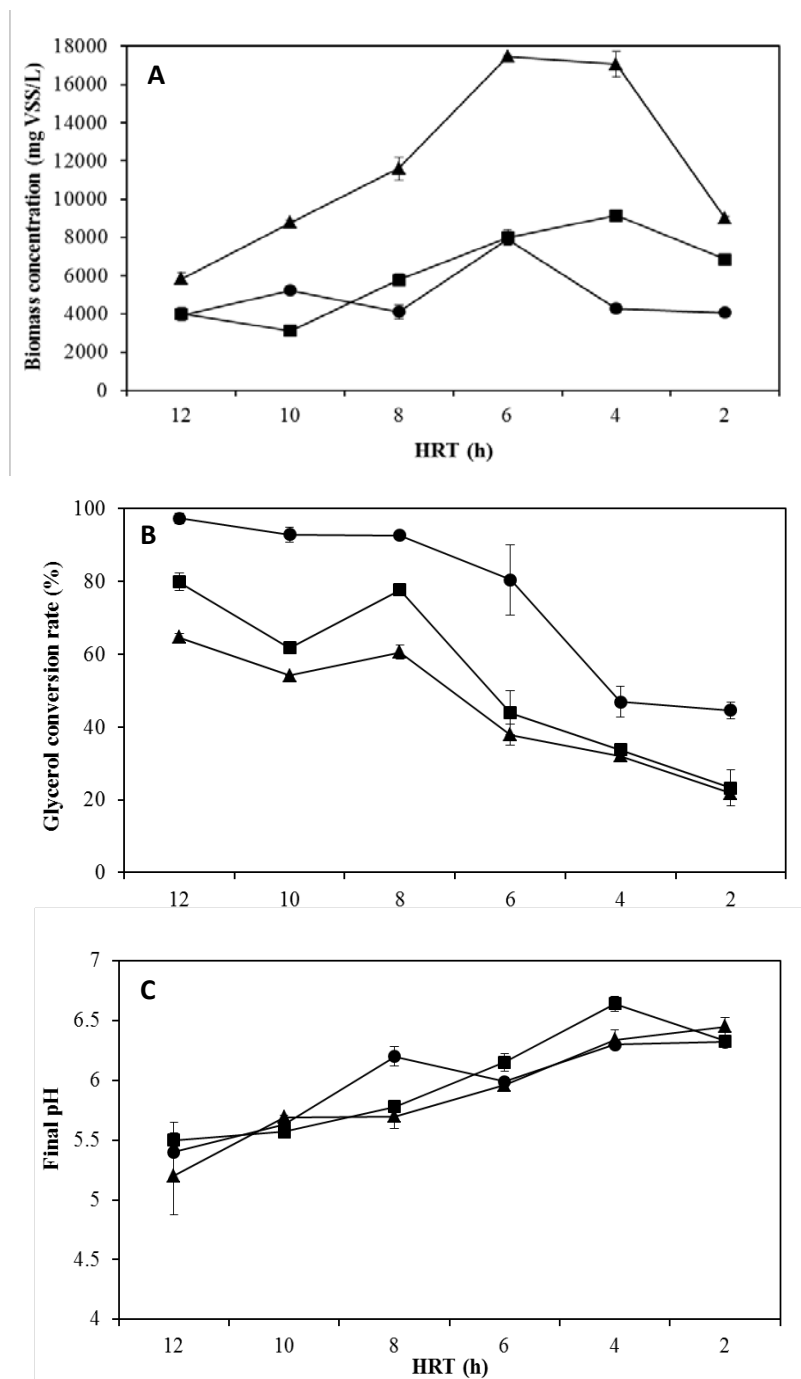 A
Biomass concentration (mg VSS/L)
18000
16000
14000
12000
10000
8000
6000
4000
2000
0
12 10 8 6 4 2
HRT (h)
B
Glycerol conversion rate (%)
100
80
60
40
20
0
12 10 8 6 4 2
C
Final pH
7
6.5
6
5.5
5
4.5
4
12 10 8 6 4 2
HRT (h)